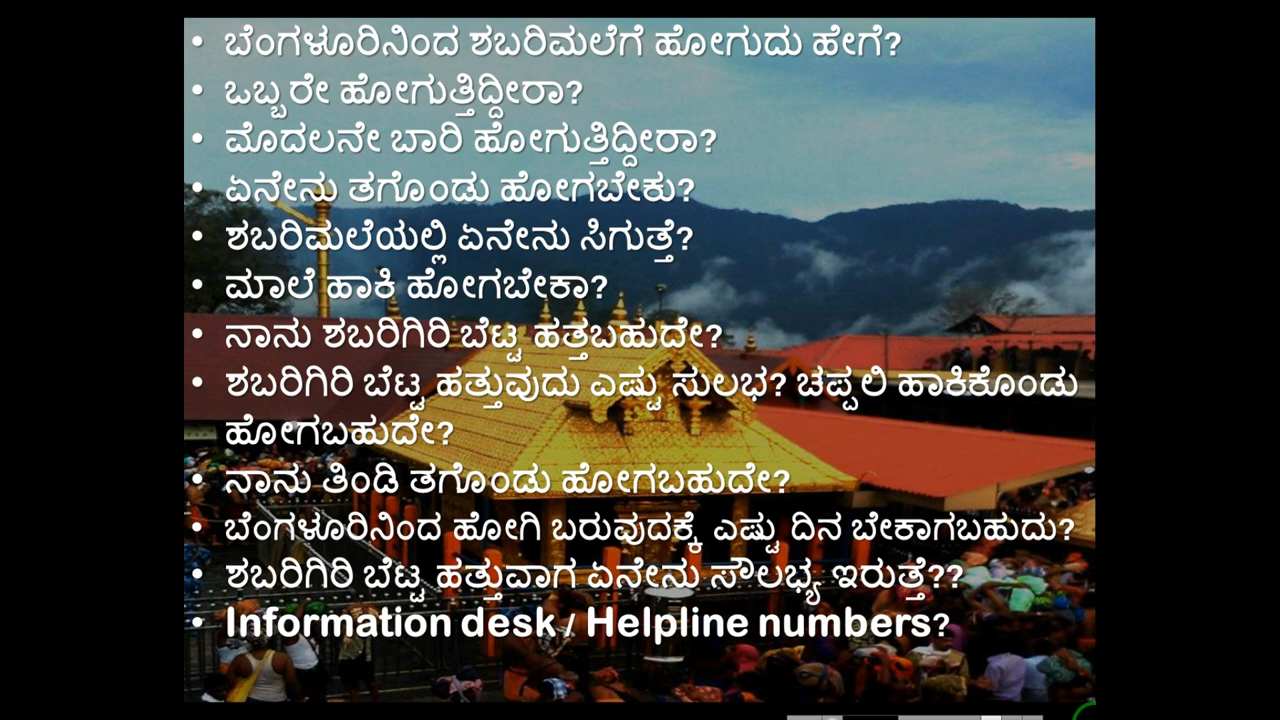 • ಬೆಂಗಳೂರಿನಿಂದ ಶಬರಿಮಲೆಗೆ ಹೋಗುದು ಹೇಗೆ?
• ಒಬ್ಬರೇ ಹೋಗುತ್ತಿದ್ದೀರಾ?
• ಮೊದಲನೇ ಬಾರಿ ಹೋಗುತ್ತಿದ್ದೀರಾ?
• ಏನೇನು ತಗೊಂಡು ಹೋಗಬೇಕು?
• ಶಬರಿಮಲೆಯಲ್ಲಿ ಏನೇನು ಸಿಗುತ್ತೆ?
• ಮಾಲೆ ಹಾಕಿ ಹೋಗಬೇಕಾ?
• ನಾನು ಶಬರಿಗಿರಿ ಬೆಟ್ಟ ಹತ್ತಬಹುದೇ?
• ಶಬರಿಗಿರಿ ಬೆಟ್ಟ ಹತ್ತುವುದು ಎಷ್ಟು ಸುಲಭ? ಚಪ್ಪಲಿ ಹಾಕಿಕೊಂಡು
ಹೋಗಬಹುದೇ?
• ನಾನು ತಿಂಡಿ ತಗೊಂಡು ಹೋಗಬಹುದೇ?
• ಬೆಂಗಳೂರಿನಿಂದ ಹೋಗಿ ಬರುವುದಕ್ಕೆ ಎಷ್ಟು ದಿನ ಬೇಕಾಗಬಹುದು?
• ಶಬರಿಗಿರಿ ಬೆಟ್ಟ ಹತ್ತುವಾಗ ಏನೇನು ಸೌಲಭ್ಯ ಇರುತ್ತೆ??
• Information desk / Helpline numbers?